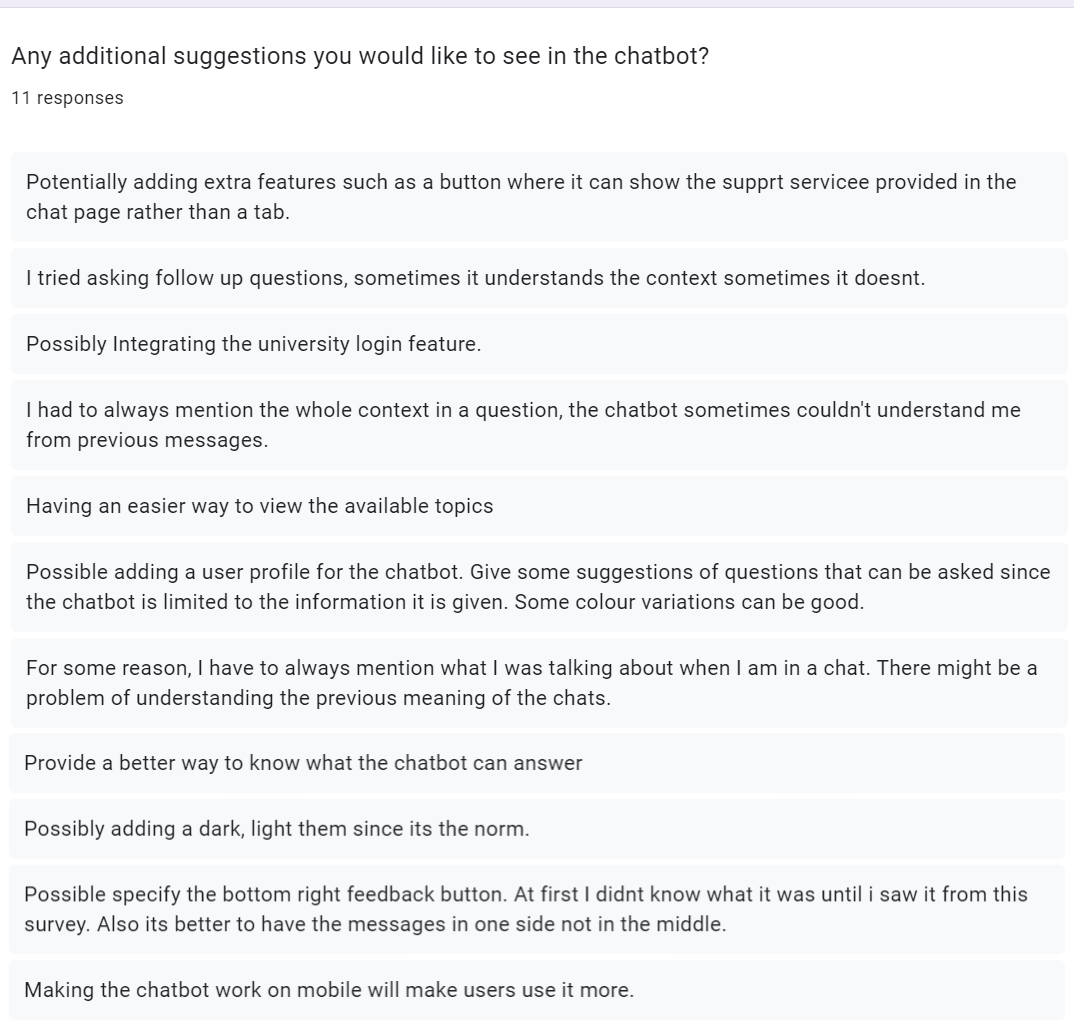 Any additional suggestions you would like to see in the chatbot?
11 responses
Potentially adding extra features such as a button where it can show the supprt servicee provided in the
chat page rather than a tab.
I tried asking follow up questions, sometimes it understands the context sometimes it doesnt.
Possibly Integrating the university login feature.
I had to always mention the whole context in a question, the chatbot sometimes couldn't understand me
from previous messages.
Having an easier way to view the available topics
Possible adding a user profile for the chatbot. Give some suggestions of questions that can be asked since
the chatbot is limited to the information it is given. Some colour variations can be good.
For some reason, I have to always mention what I was talking about when I am in a chat. There might be a
problem of understanding the previous meaning of the chats.
Provide a better way to know what the chatbot can answer
Possibly adding a dark, light them since its the norm.
Possible specify the bottom right feedback button. At first I didnt know what it was until i saw it from this
survey. Also its better to have the messages in one side not in the middle.
Making the chatbot work on mobile will make users use it more.